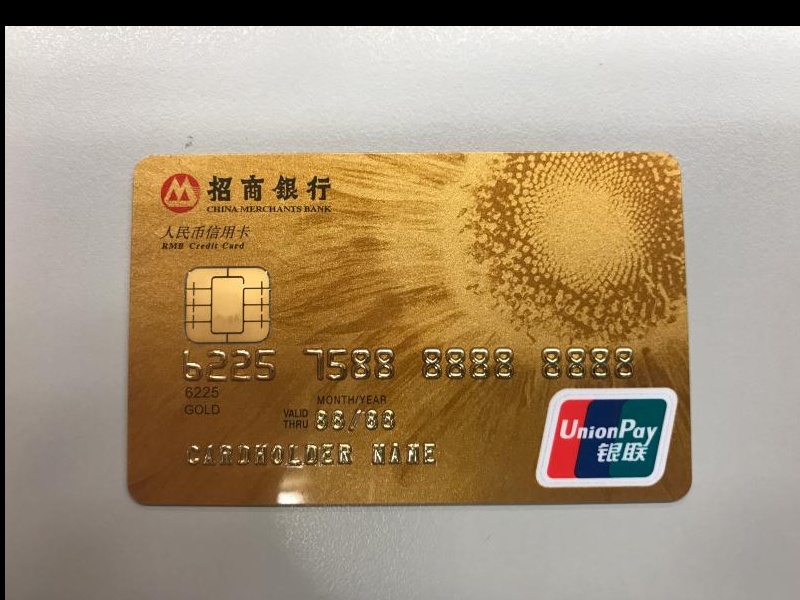 招商銀行
CHINA MERCHANTS BANK
人民币信用卡
RMB Credit Card
6225 7588 8888 8888
6225
MONTH/YEAR
GOLD
VALID THRU 88/88
CARDHOLDER NAME
UnionPay
银联